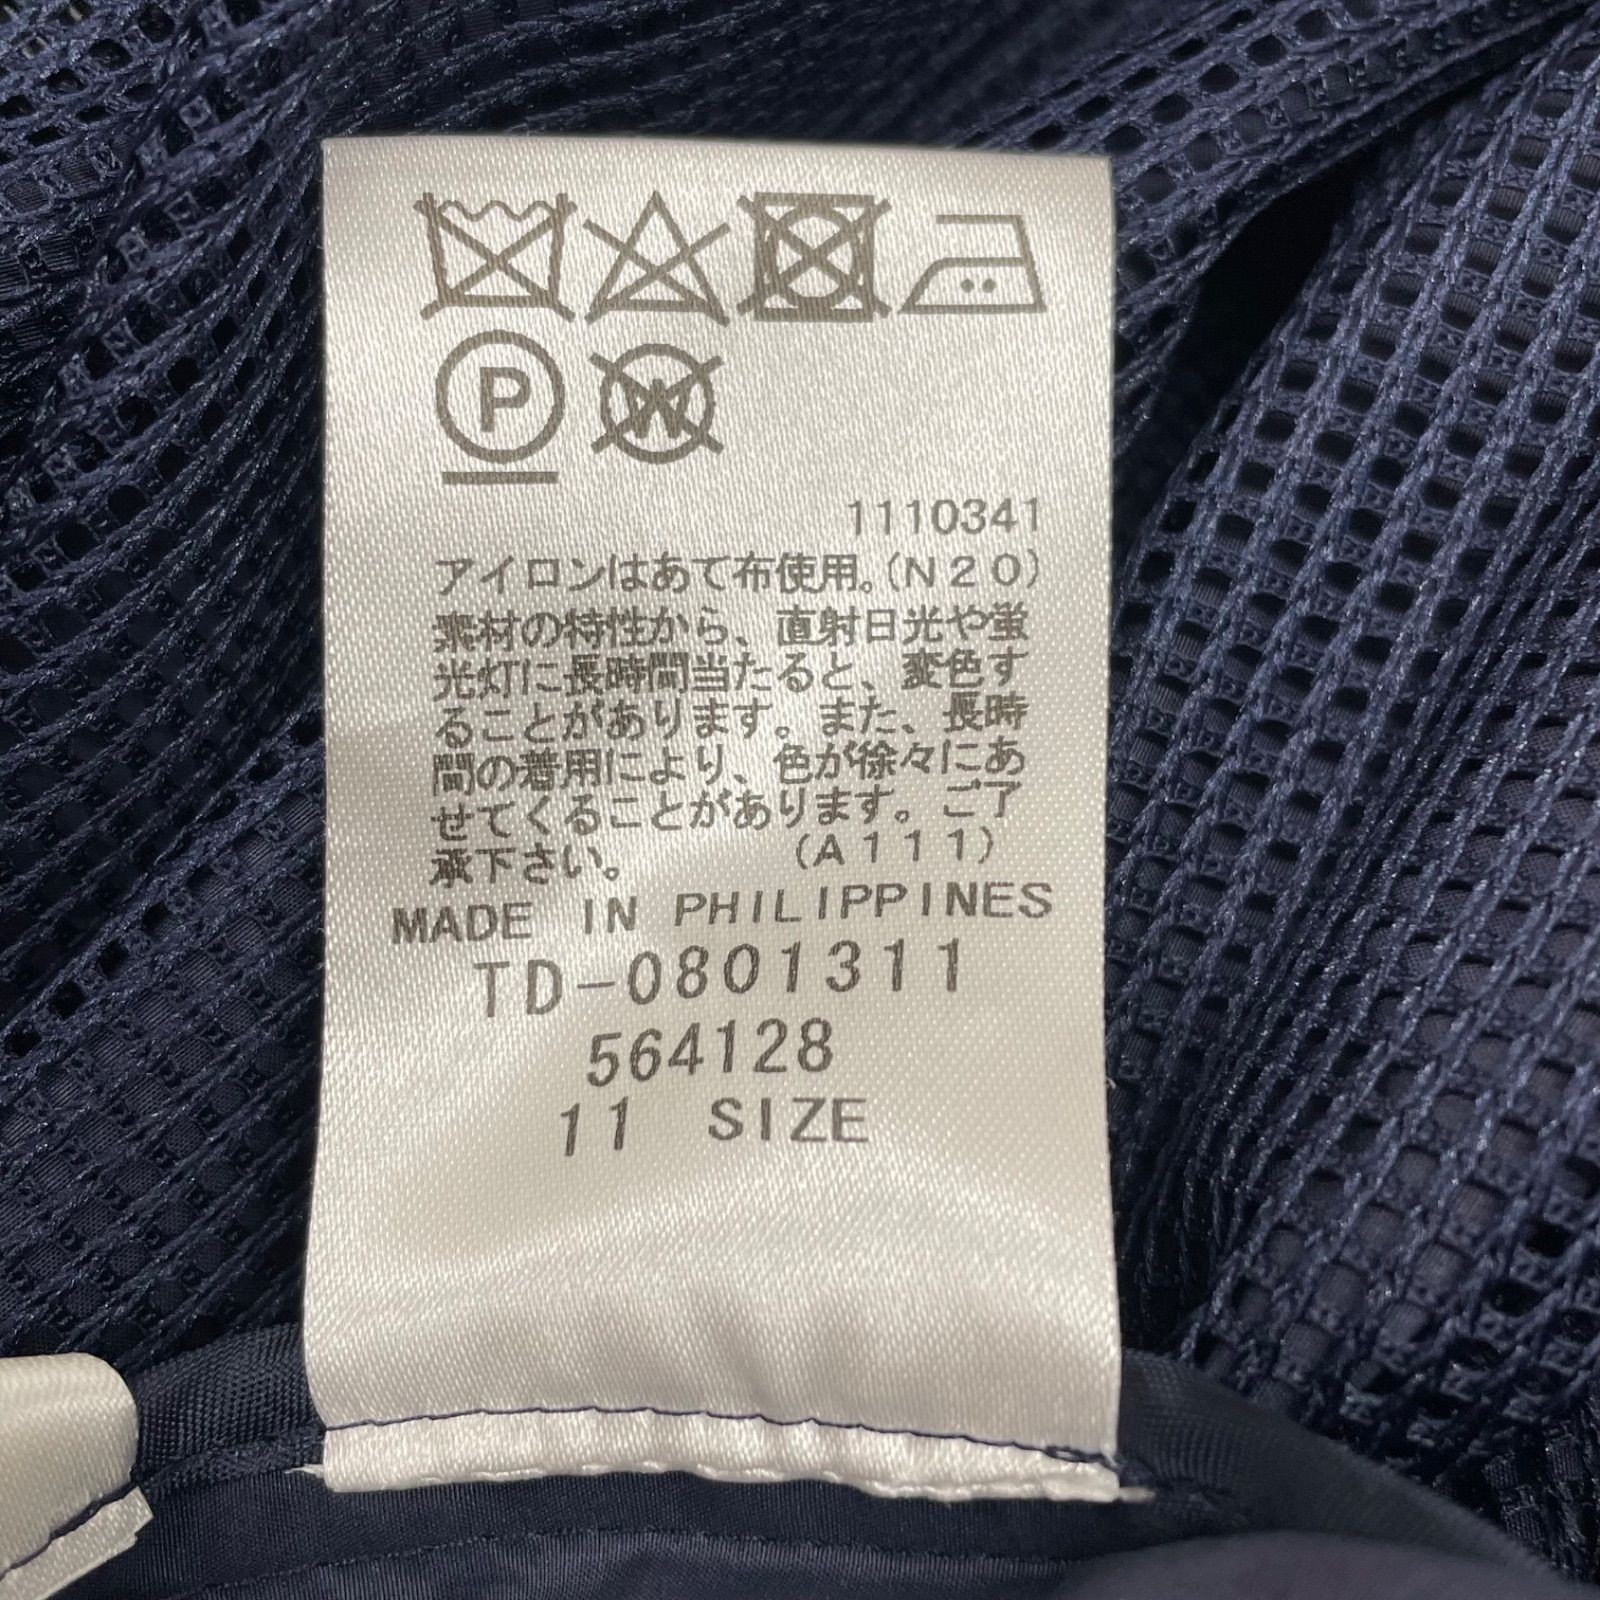 P
W
1110341
アイロンはあて布使用。(N20)
素材の特性から、直射日光や蛍
光灯に長時間当たると、変色す
ることがあります。また、長時
間の着用により、色が徐々にあ
せてくることがあります。ご了
承下さい。 (A111)
MADE IN PHILIPPINES
TD-0801311
564128
11 SIZE